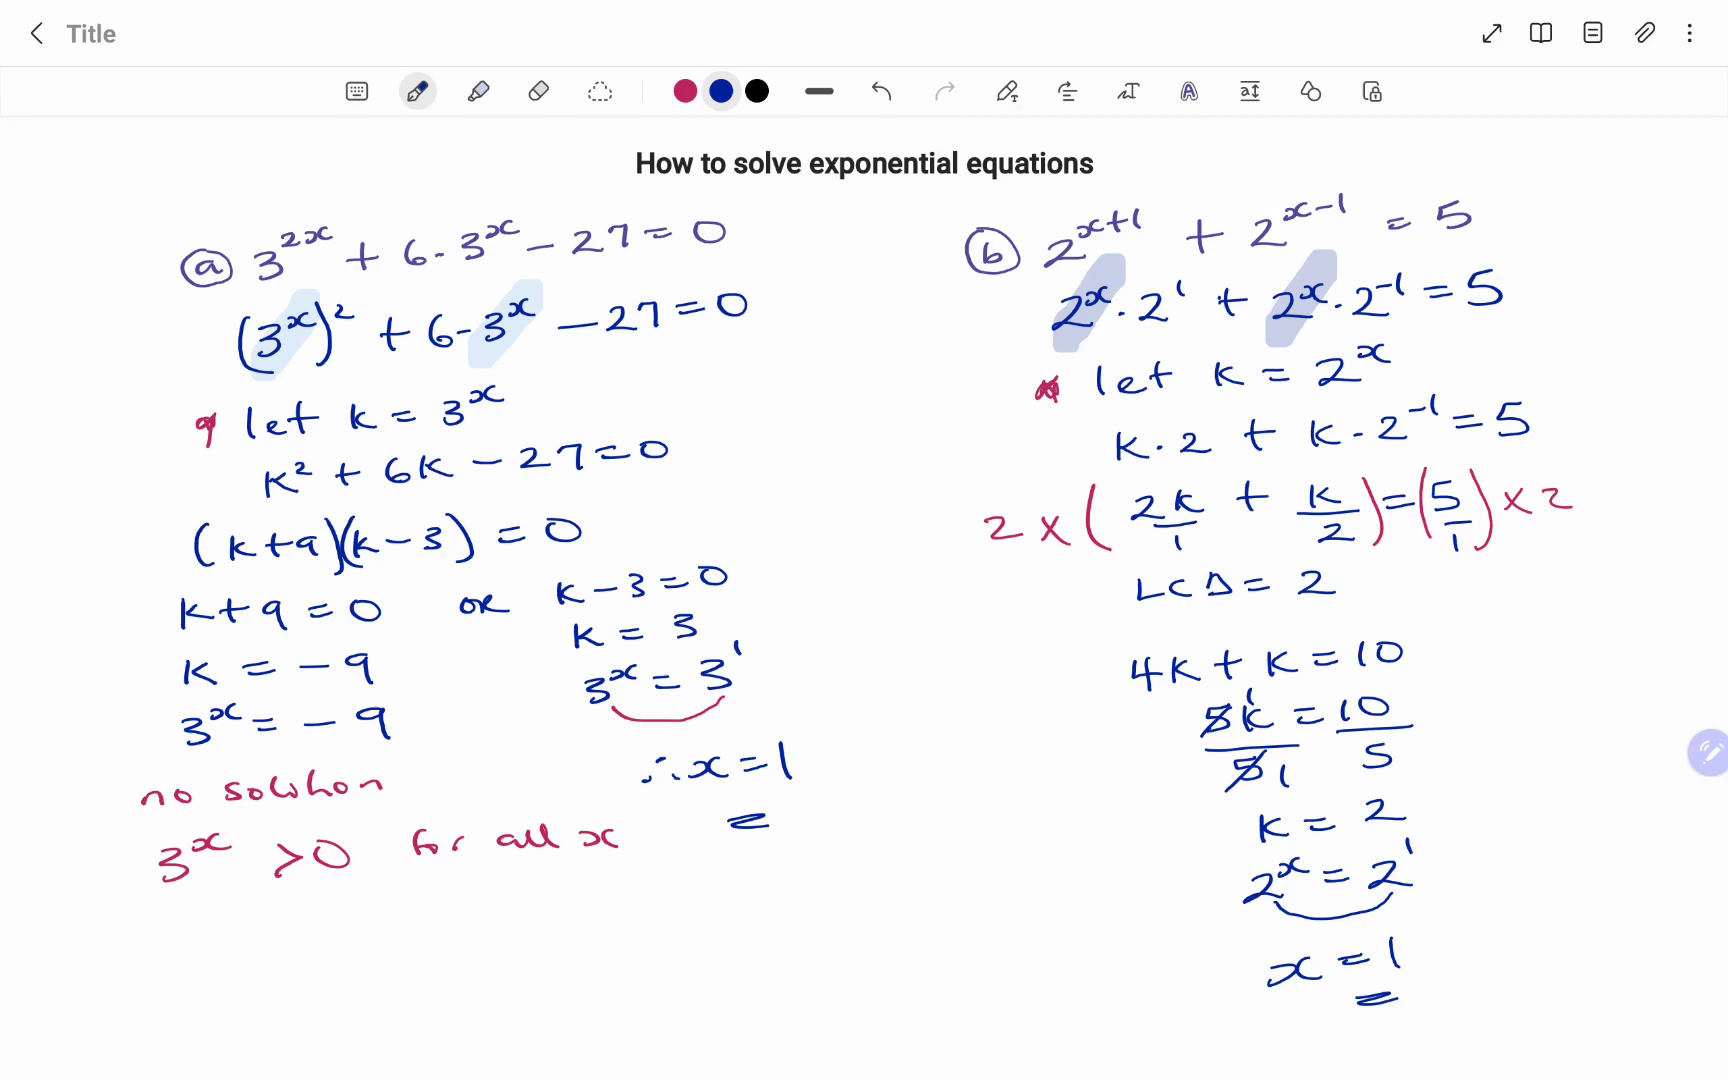 Title
How to solve exponential equations
(a) 3^{2x} + 6·3^x − 27 = 0
(3^x)^2 + 6·3^x − 27 = 0
* let k = 3^x
k^2 + 6k − 27 = 0
(k+9)(k−3) = 0
k+9 = 0 or k−3 = 0
k = −9 k = 3
3^x = −9 3^x = 3^1
no solution ∴ x = 1
3^x > 0 for all x
(b) 2^{x+1} + 2^{x−1} = 5
2^x · 2^1 + 2^x · 2^{−1} = 5
* let k = 2^x
k · 2 + k · 2^{−1} = 5
2 × (2k/1 + k/2) = (5/1) × 2
LCD = 2
4k + k = 10
5k^1/5 1 = 10/5
k = 2
2^x = 2^1
x = 1